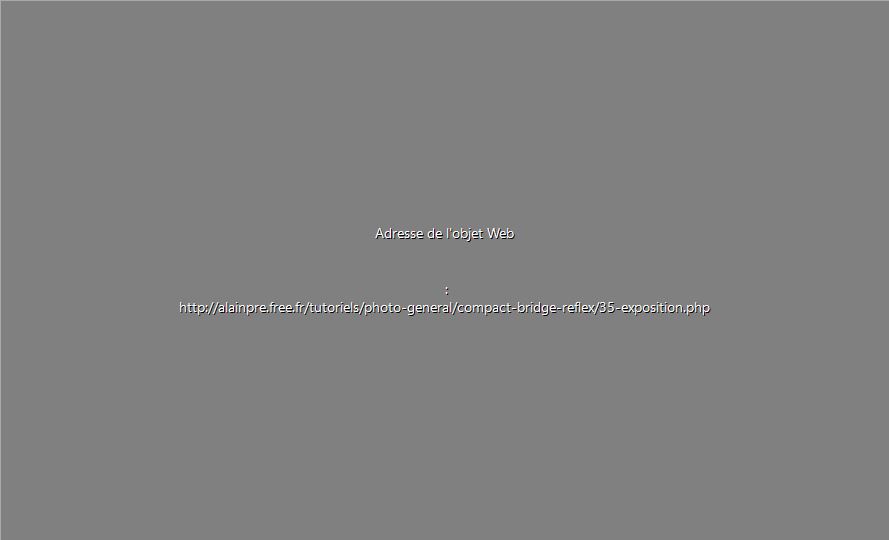 Adresse de l'objet Web
:
http://alainpre.free.fr/tutoriels/photo-general/compact-bridge-reflex/35-exposition.php